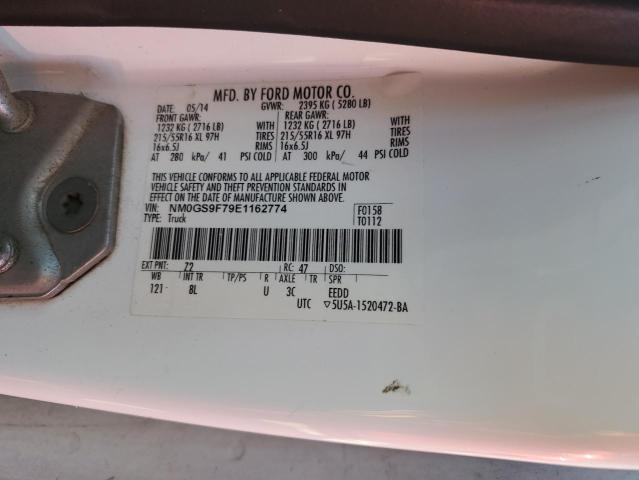 MFD. BY FORD MOTOR CO.
DATE: 05/14 GVWR: 2395 KG ( 5280 LB)
FRONT GAWR: REAR GAWR:
1232 KG ( 2716 LB) WITH 1232 KG ( 2716 LB) WITH
215/55R16 XL 97H TIRES 215/55R16 XL 97H TIRES
16x6.5J RIMS 16x6.5J RIMS
AT 280 kPa/ 41 PSI COLD AT 300 kPa/ 44 PSI COLD
THIS VEHICLE CONFORMS TO ALL APPLICABLE FEDERAL MOTOR
VEHICLE SAFETY AND THEFT PREVENTION STANDARDS IN
EFFECT ON THE DATE OF MANUFACTURE SHOWN ABOVE.
VIN: NM0GS9F79E1162774 F0158
TYPE: Truck T0112
EXT PNT: Z2 RC: 47 DSO:
WB INT TR TP/PS R AXLE TR SPR
121 BL U 3C EEDD
UTC ▽5U5A-1520472-BA